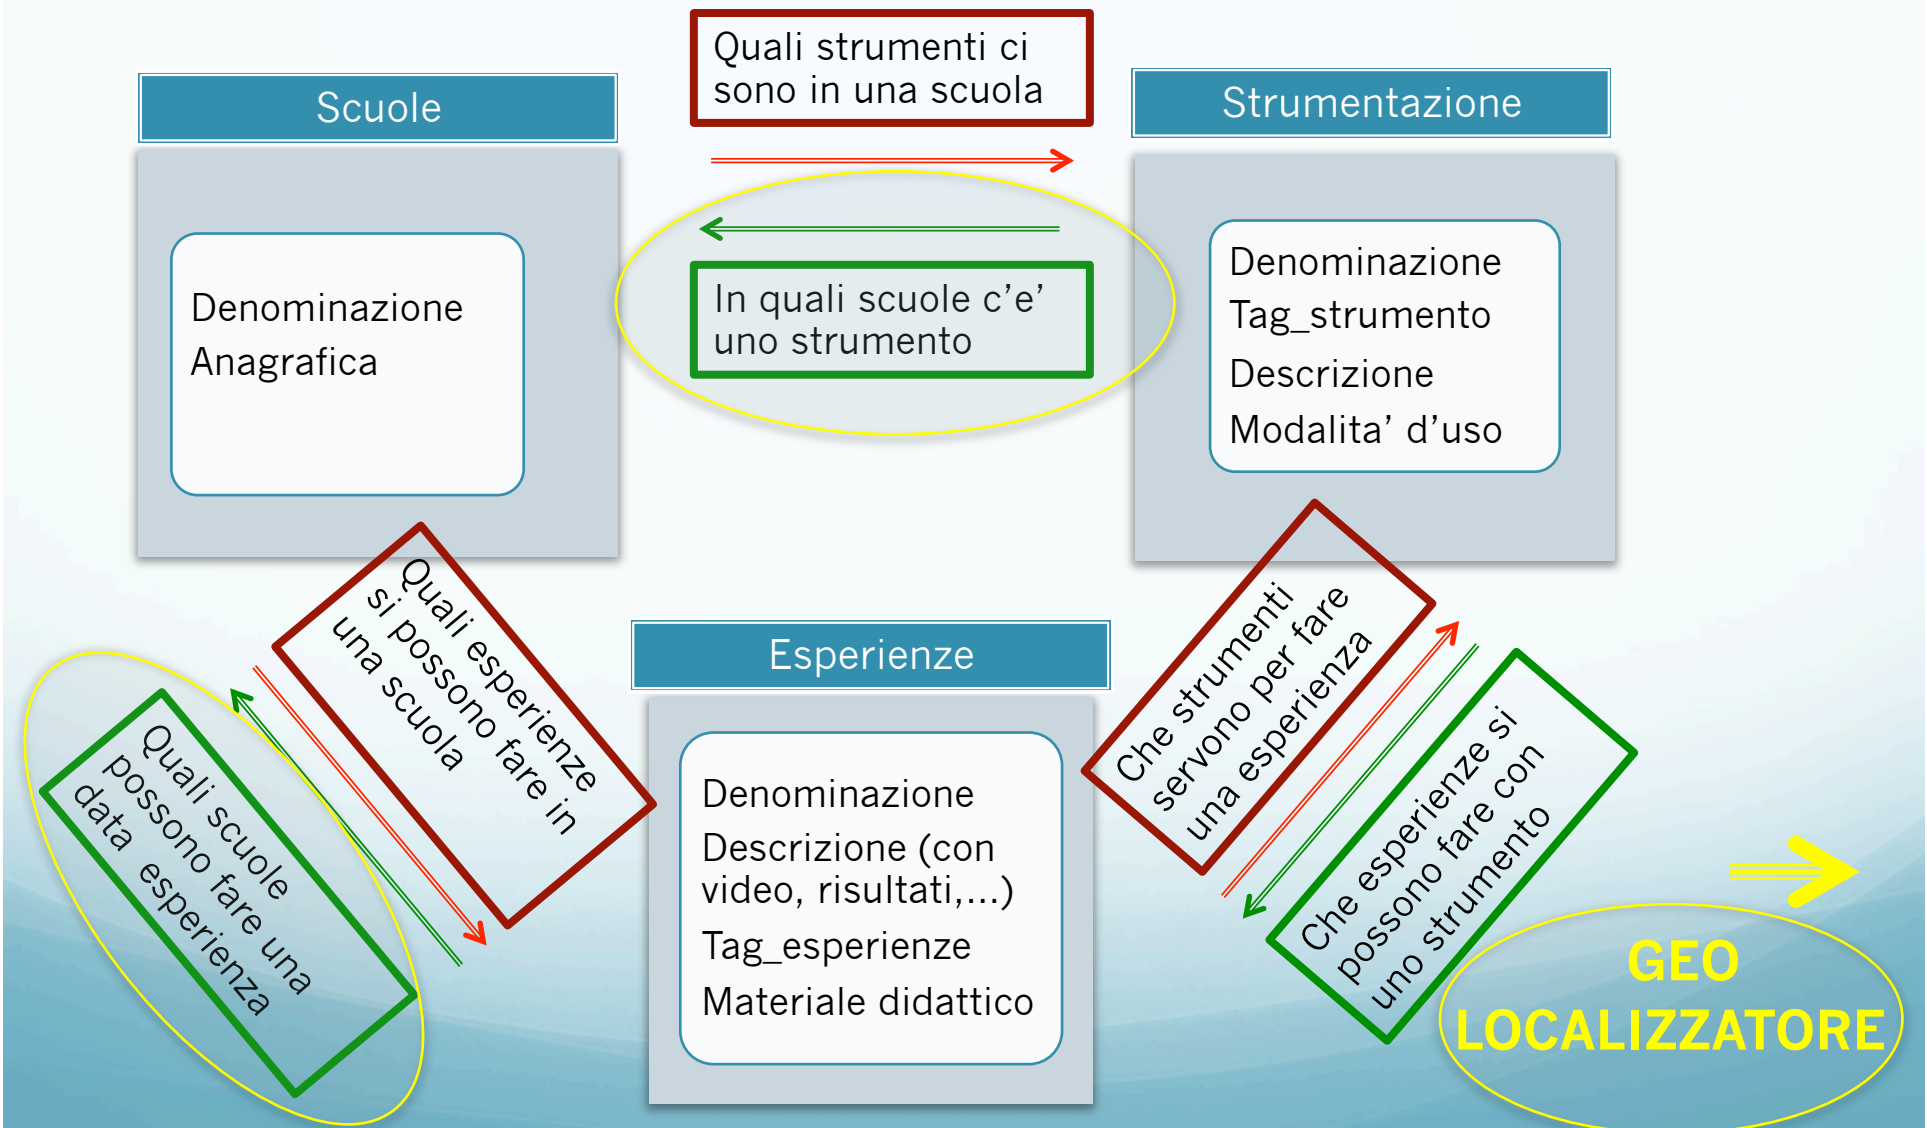 Quali strumenti ci
sono in una scuola
Scuole
Strumentazione
In quali scuole c’e’
uno strumento
Denominazione
Anagrafica
Denominazione
Tag_strumento
Descrizione
Modalita’ d’uso
Quali esperienze
si possono fare in
una scuola
Quali scuole
possono fare una
data esperienza
Esperienze
Denominazione
Descrizione (con
video, risultati,...)
Tag_esperienze
Materiale didattico
Che strumenti
servono per fare
una esperienza
Che esperienze si
possono fare con
uno strumento
GEO
LOCALIZZATORE